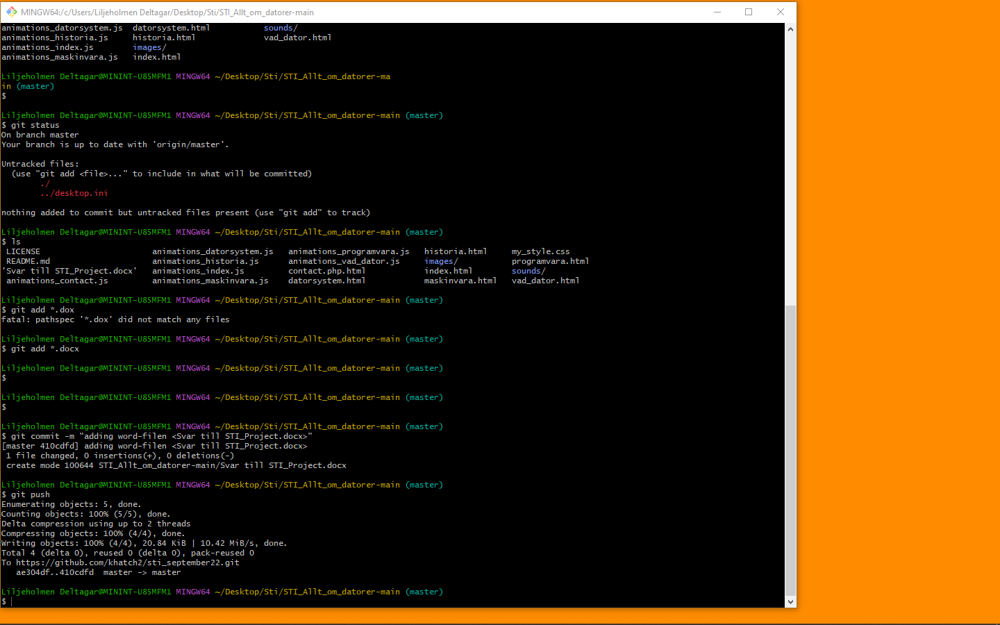 MINGW64:/c/Users/Liljeholmen Deltagar/Desktop/Sti/STI_Allt_om_datorer-main
animations_datorsystem.js  datorsystem.html           sounds/
animations_historia.js     historia.html              vad_dator.html
animations_index.js        images/
animations_maskinvara.js   index.html
Liljeholmen Deltagar@MININT-U85MFM1 MINGW64 ~/Desktop/Sti/STI_Allt_om_datorer-ma
in (master)
$
Liljeholmen Deltagar@MININT-U85MFM1 MINGW64 ~/Desktop/Sti/STI_Allt_om_datorer-main (master)
$ git status
On branch master
Your branch is up to date with 'origin/master'.
Untracked files:
  (use "git add <file>..." to include in what will be committed)
        ./
        ../desktop.ini
nothing added to commit but untracked files present (use "git add" to track)
Liljeholmen Deltagar@MININT-U85MFM1 MINGW64 ~/Desktop/Sti/STI_Allt_om_datorer-main (master)
$ ls
 LICENSE                       animations_datorsystem.js   animations_programvara.js   historia.html     my_style.css
 README.md                     animations_historia.js      animations_vad_dator.js     images/           programvara.html
'Svar till STI_Project.docx'   animations_index.js         contact.php.html            index.html        sounds/
 animations_contact.js         animations_maskinvara.js    datorsystem.html            maskinvara.html   vad_dator.html
Liljeholmen Deltagar@MININT-U85MFM1 MINGW64 ~/Desktop/Sti/STI_Allt_om_datorer-main (master)
$ git add *.dox
fatal: pathspec '*.dox' did not match any files
Liljeholmen Deltagar@MININT-U85MFM1 MINGW64 ~/Desktop/Sti/STI_Allt_om_datorer-main (master)
$ git add *.docx
Liljeholmen Deltagar@MININT-U85MFM1 MINGW64 ~/Desktop/Sti/STI_Allt_om_datorer-main (master)
$
Liljeholmen Deltagar@MININT-U85MFM1 MINGW64 ~/Desktop/Sti/STI_Allt_om_datorer-main (master)
$
Liljeholmen Deltagar@MININT-U85MFM1 MINGW64 ~/Desktop/Sti/STI_Allt_om_datorer-main (master)
$ git commit -m "adding word-filen <Svar till STI_Project.docx>"
[master 410cdfd] adding word-filen <Svar till STI_Project.docx>
 1 file changed, 0 insertions(+), 0 deletions(-)
 create mode 100644 STI_Allt_om_datorer-main/Svar till STI_Project.docx
Liljeholmen Deltagar@MININT-U85MFM1 MINGW64 ~/Desktop/Sti/STI_Allt_om_datorer-main (master)
$ git push
Enumerating objects: 5, done.
Counting objects: 100% (5/5), done.
Delta compression using up to 2 threads
Compressing objects: 100% (4/4), done.
Writing objects: 100% (4/4), 20.84 KiB | 10.42 MiB/s, done.
Total 4 (delta 0), reused 0 (delta 0), pack-reused 0
To https://github.com/khatch2/sti_september22.git
   ae304df..410cdfd  master -> master
Liljeholmen Deltagar@MININT-U85MFM1 MINGW64 ~/Desktop/Sti/STI_Allt_om_datorer-main (master)
$